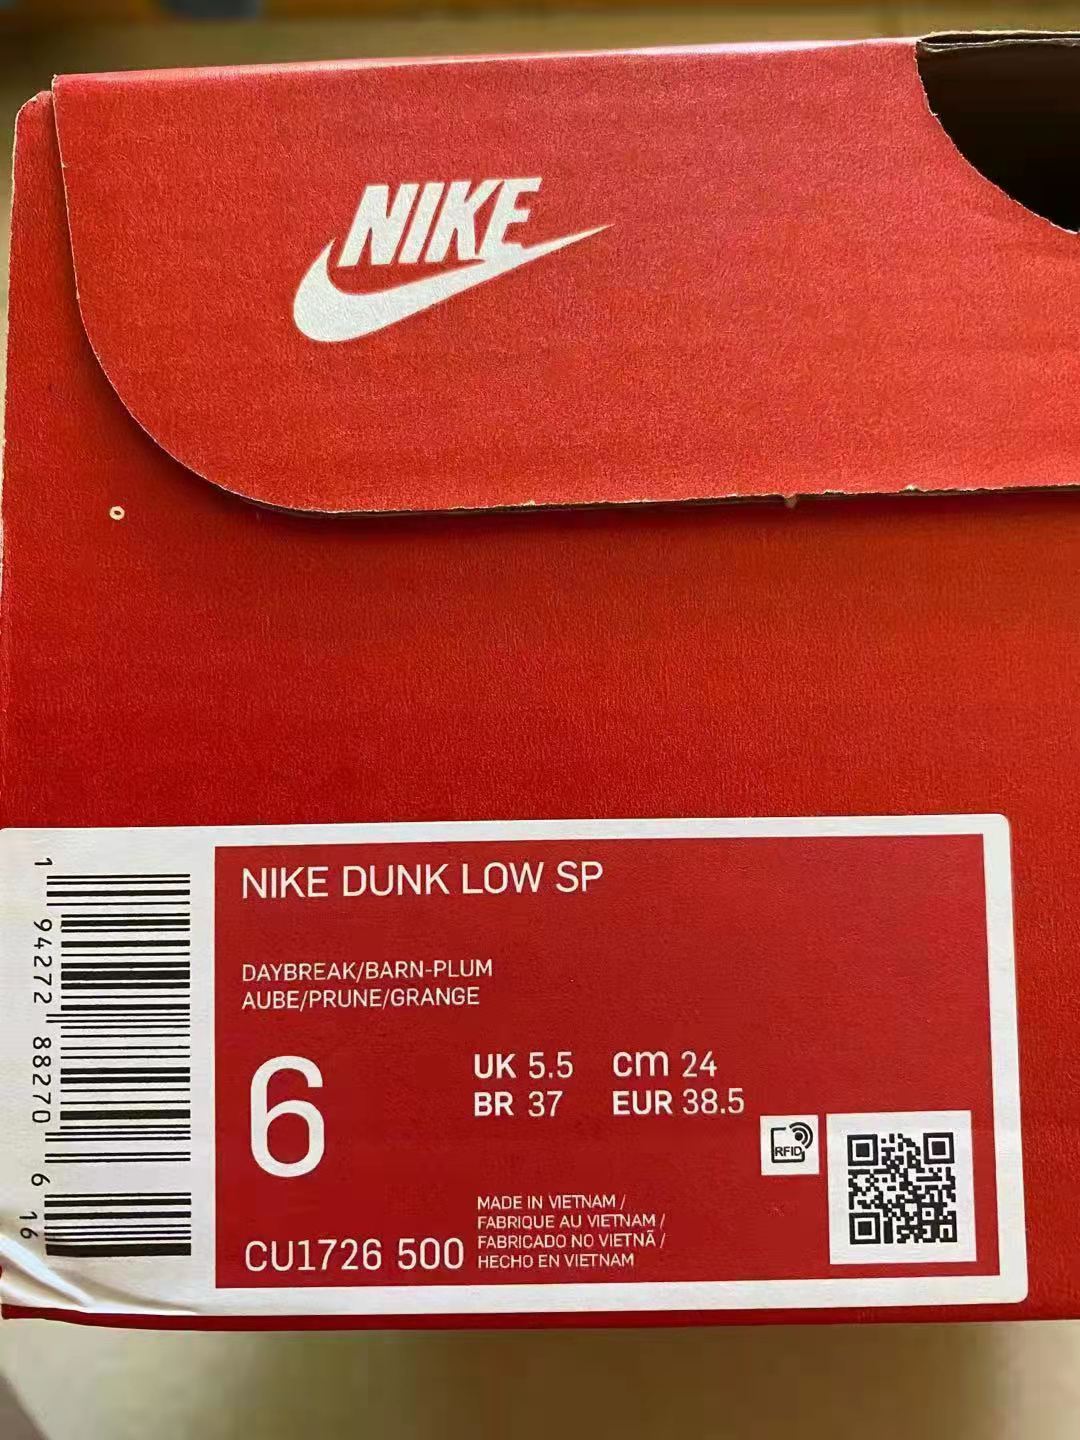 NIKE
NIKE DUNK LOW SP
DAYBREAK/BARN-PLUM
AUBE/PRUNE/GRANGE
6
UK 5.5 cm 24
BR 37 EUR 38.5
RFID
MADE IN VIETNAM /
FABRIQUE AU VIETNAM /
FABRICADO NO VIETNÃ /
HECHO EN VIETNAM
CU1726 500
1 94272 88270 6 16